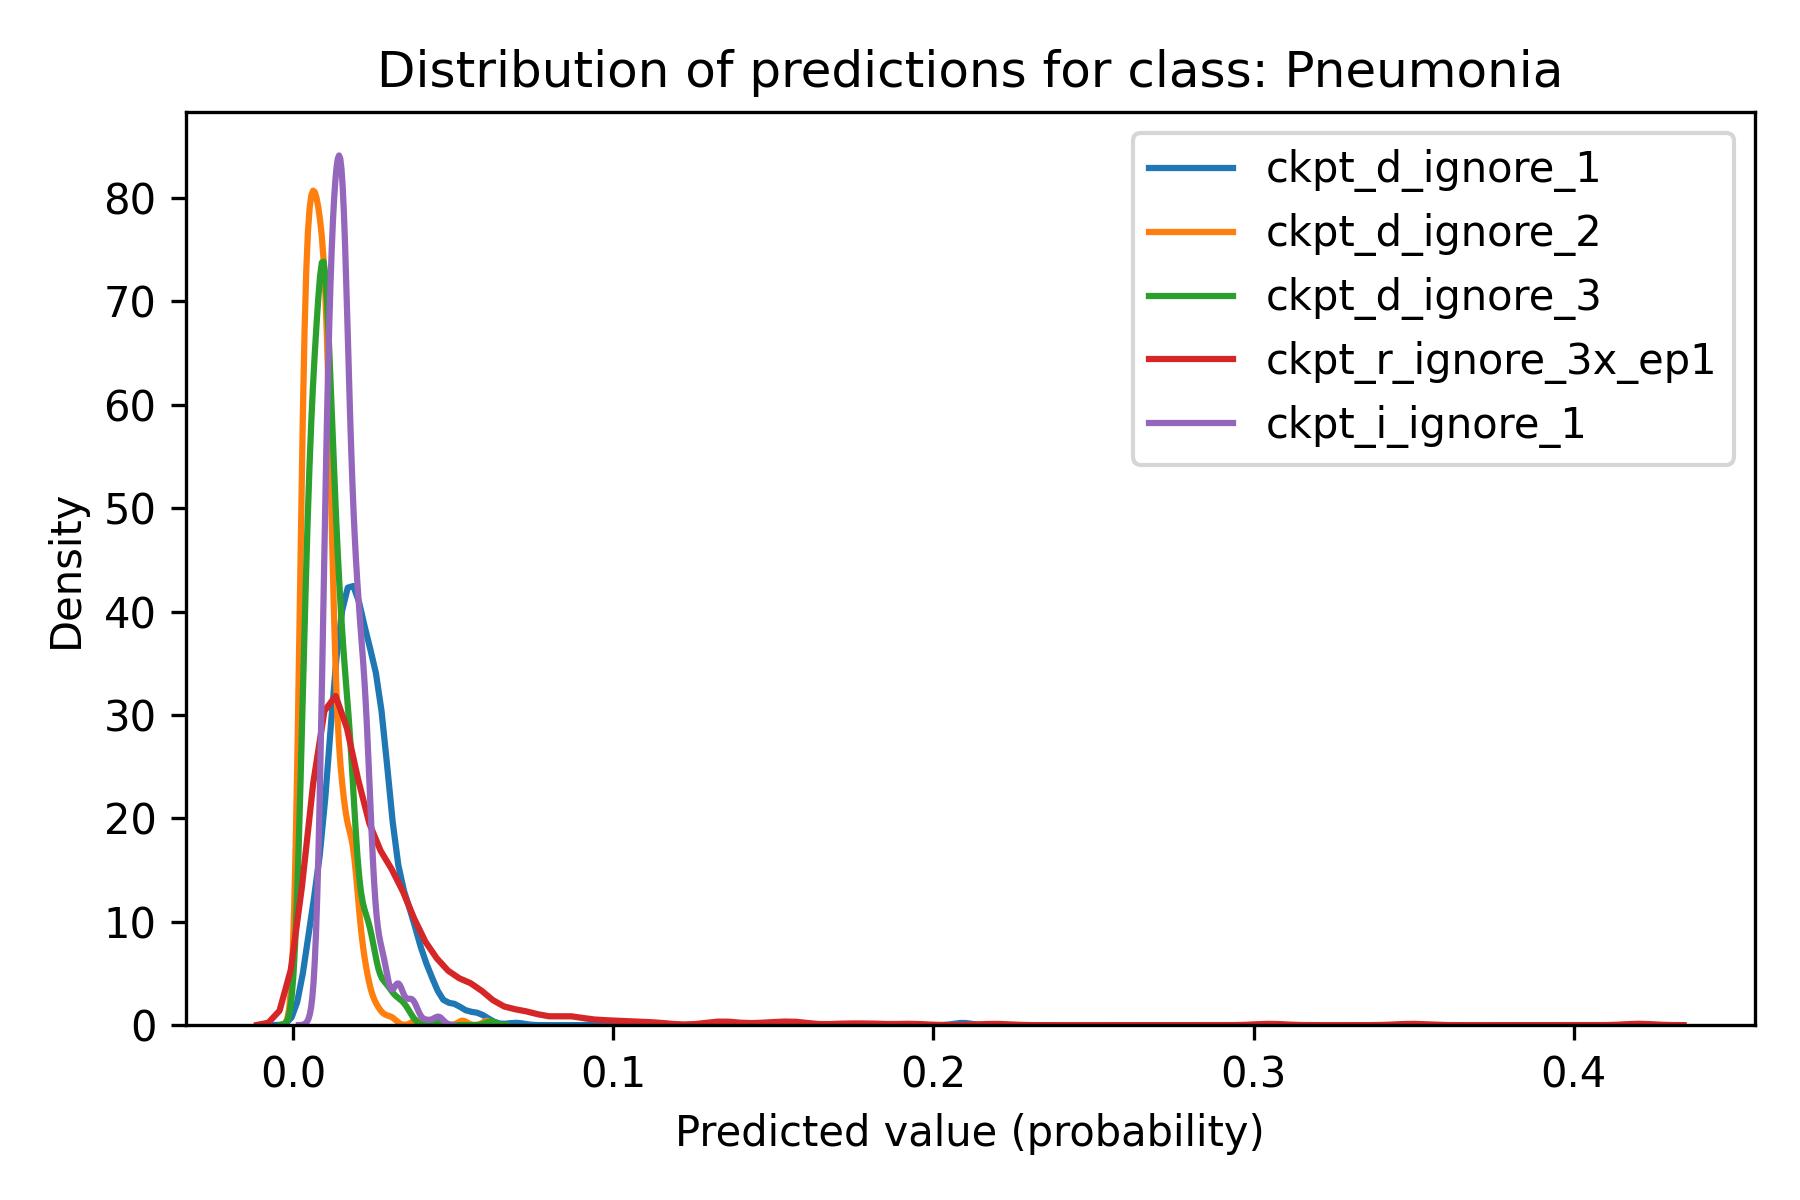 Distribution of predictions for class: Pneumonia
ckpt_d_ignore_1
ckpt_d_ignore_2
ckpt_d_ignore_3
ckpt_r_ignore_3x_ep1
ckpt_i_ignore_1
Density
80
70
60
50
40
30
20
10
0
0.0 0.1 0.2 0.3 0.4
Predicted value (probability)